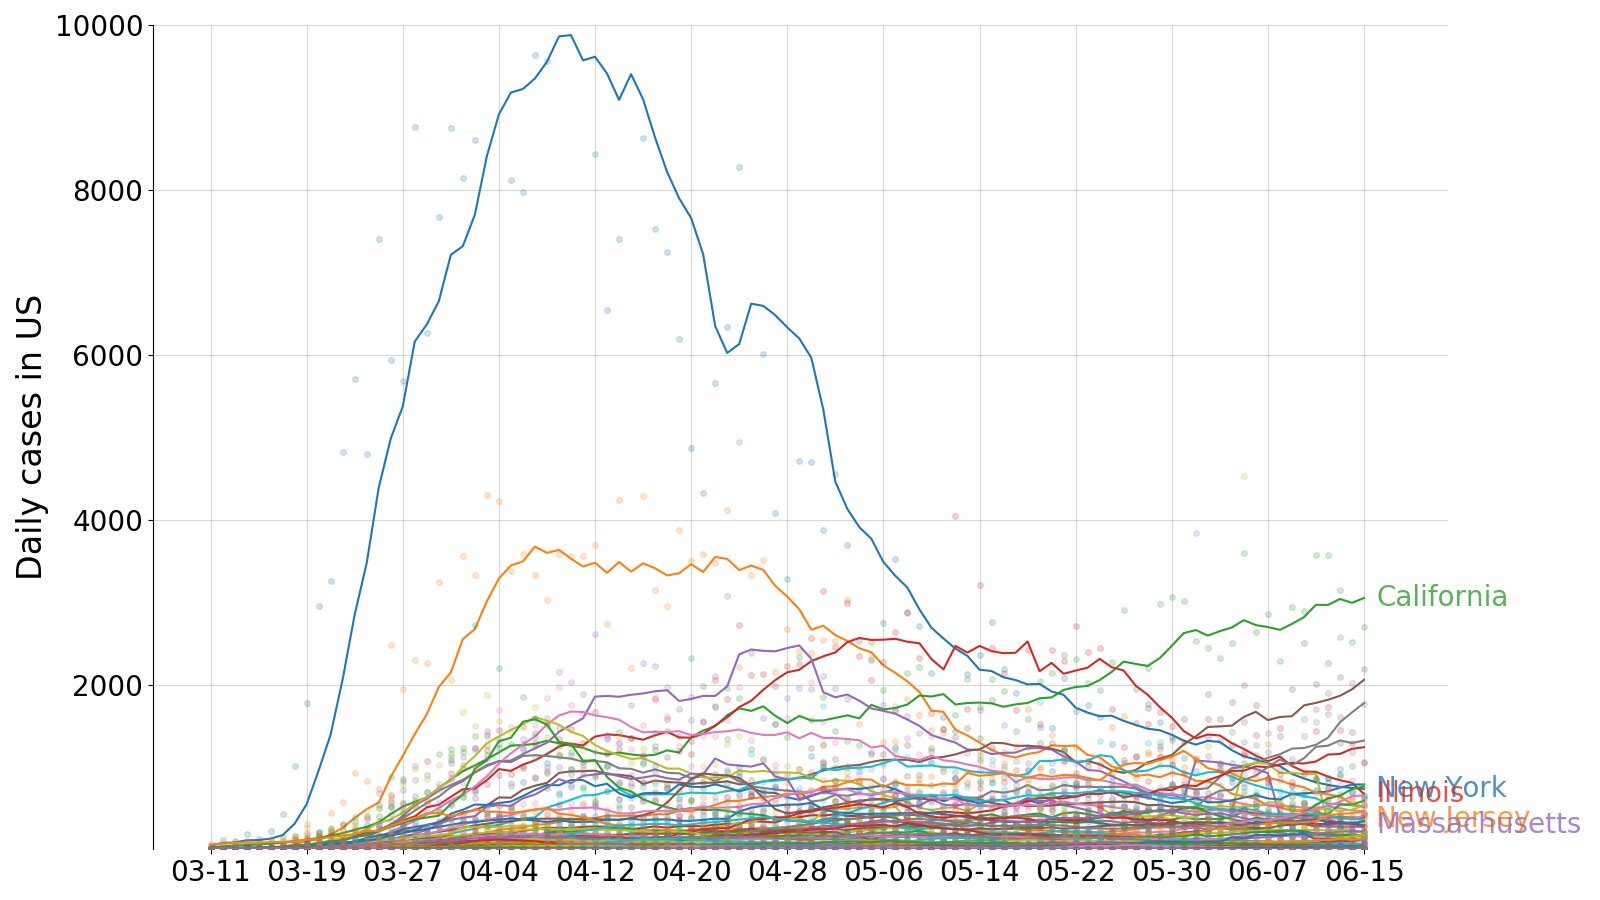 10000
8000
6000
4000
2000
Daily cases in US
03-11 03-19 03-27 04-04 04-12 04-20 04-28 05-06 05-14 05-22 05-30 06-07 06-15
California
New York
Illinois
New Jersey
Massachusetts